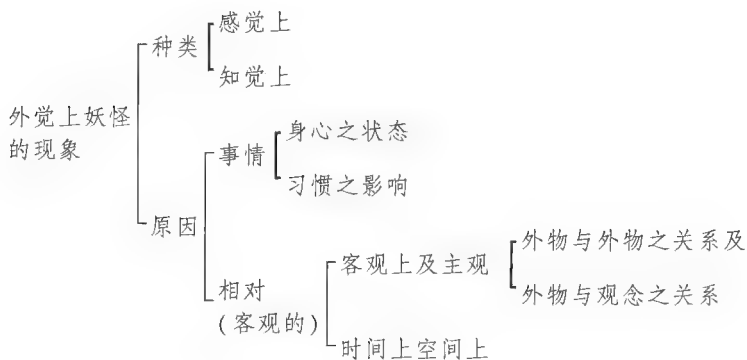 感觉上
种类
知觉上
外觉上妖怪
的现象
身心之状态
事情
习惯之影响
原因
外物与外物之关系及
客观上及主观
外物与观念之关系
相对
(客观的)
时间上空间上